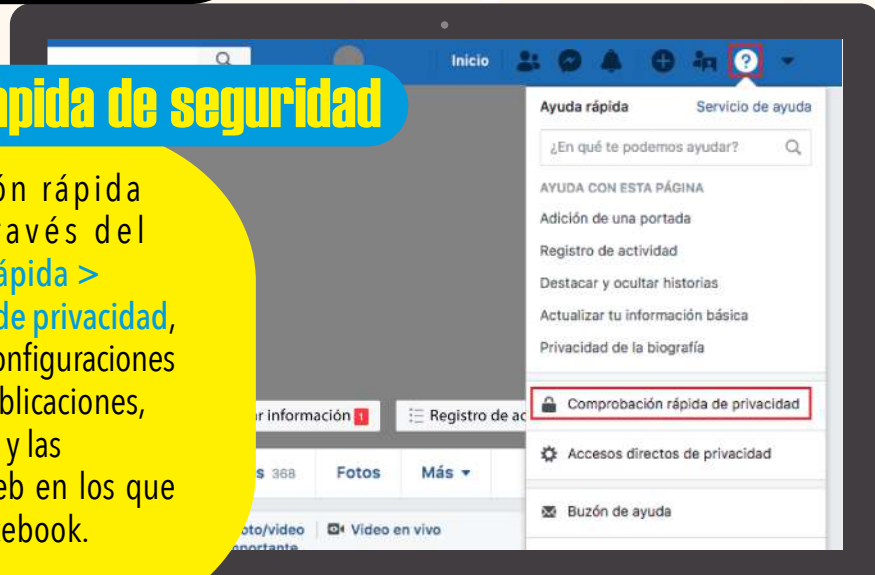 Inicio
ápida de seguridad
ón rápida
ravés del
ápida >
de privacidad,
onfiguraciones
blicaciones,
y las
eb en los que
cebook.
Ayuda rápida Servicio de ayuda
¿En qué te podemos ayudar?
AYUDA CON ESTA PÁGINA
Adición de una portada
Registro de actividad
Destacar y ocultar historias
Actualizar tu información básica
Privacidad de la biografía
Comprobación rápida de privacidad
Accesos directos de privacidad
Buzón de ayuda
r información 1
Registro de ac
s 368 Fotos Más
oto/video Video en vivo